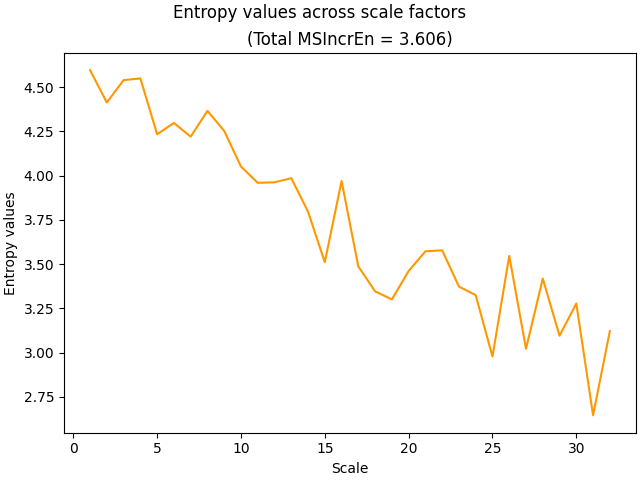 Entropy values across scale factors
(Total MSIncrEn = 3.606)
Entropy values
4.50
4.25
4.00
3.75
3.50
3.25
3.00
2.75
0 5 10 15 20 25 30
Scale